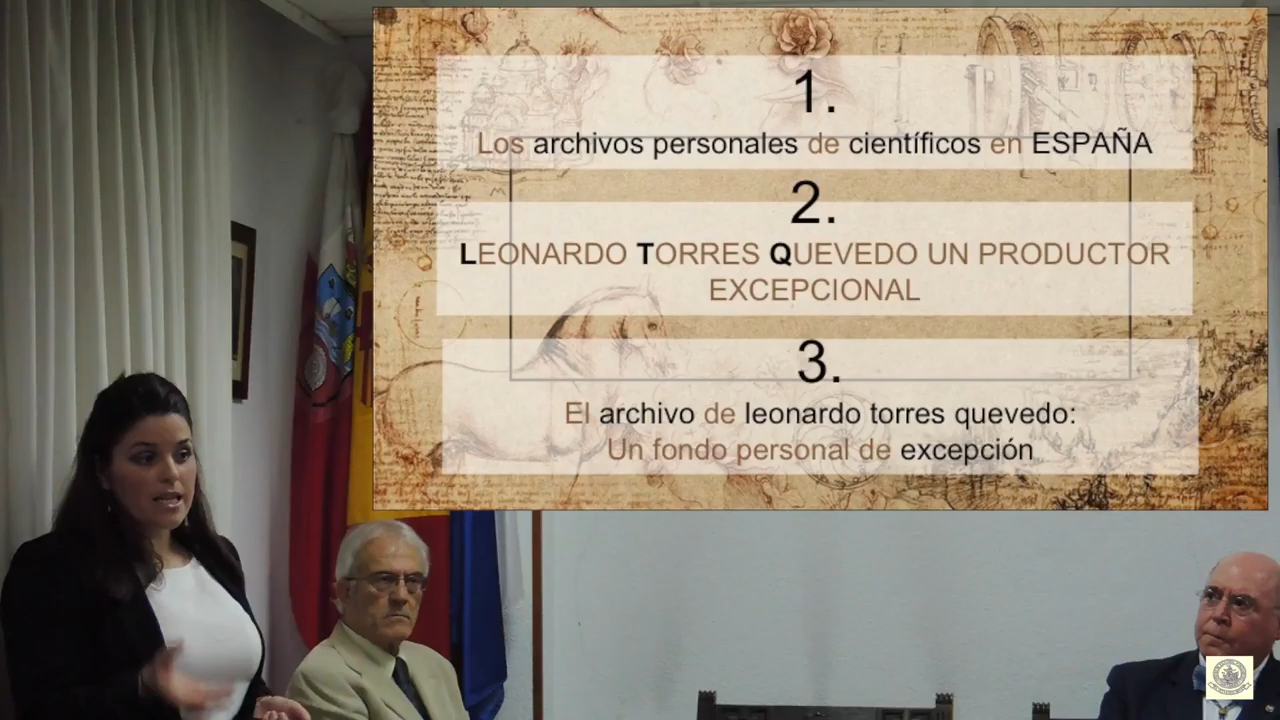 1.
Los archivos personales de científicos en ESPAÑA
2.
LEONARDO TORRES QUEVEDO UN PRODUCTOR
EXCEPCIONAL
3.
El archivo de leonardo torres quevedo:
Un fondo personal de excepción